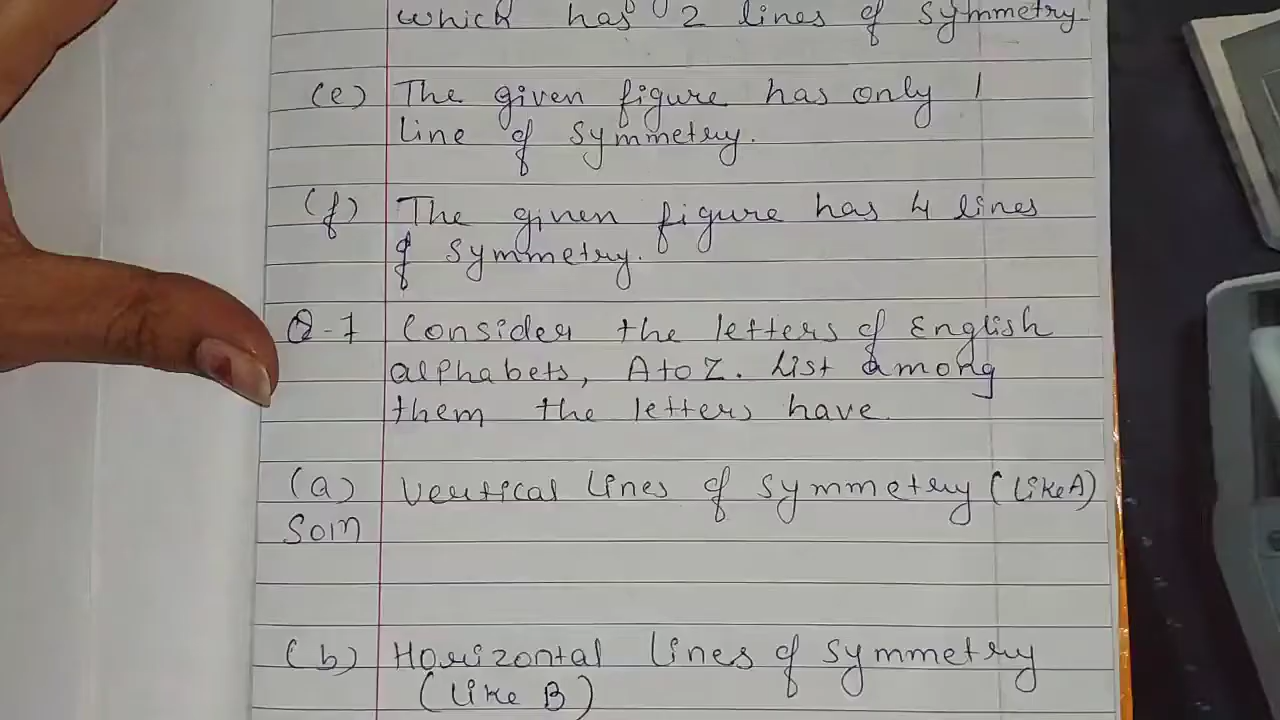 which has 2 lines of symmetry.
(e) The given figure has only 1
line of symmetry.
(f) The given figure has 4 lines
of symmetry.
Q-7 Consider the letters of English
alphabets, A to Z. List among
them the letters have.
(a) Vertical lines of symmetry (like A)
Soln
(b) Horizontal lines of symmetry
(like B)